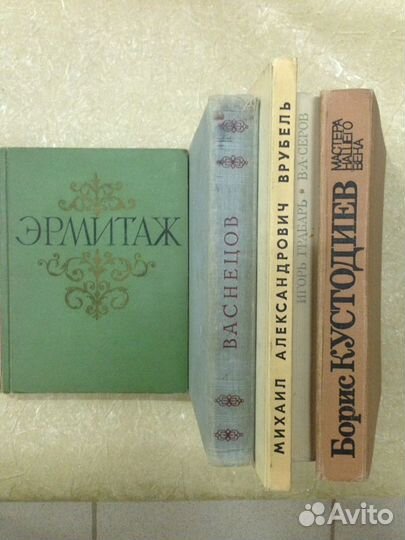 ЭРМИТАЖ
ВАСНЕЦОВ
МИХАИЛ АЛЕКСАНДРОВИЧ ВРУБЕЛЬ
ИГОРЬ ГРАБАРЬ • В.А.СЕРОВ
Борис КУСТОДИЕВ
МАСТЕРА
НАШЕГО
ВЕКА
Avito